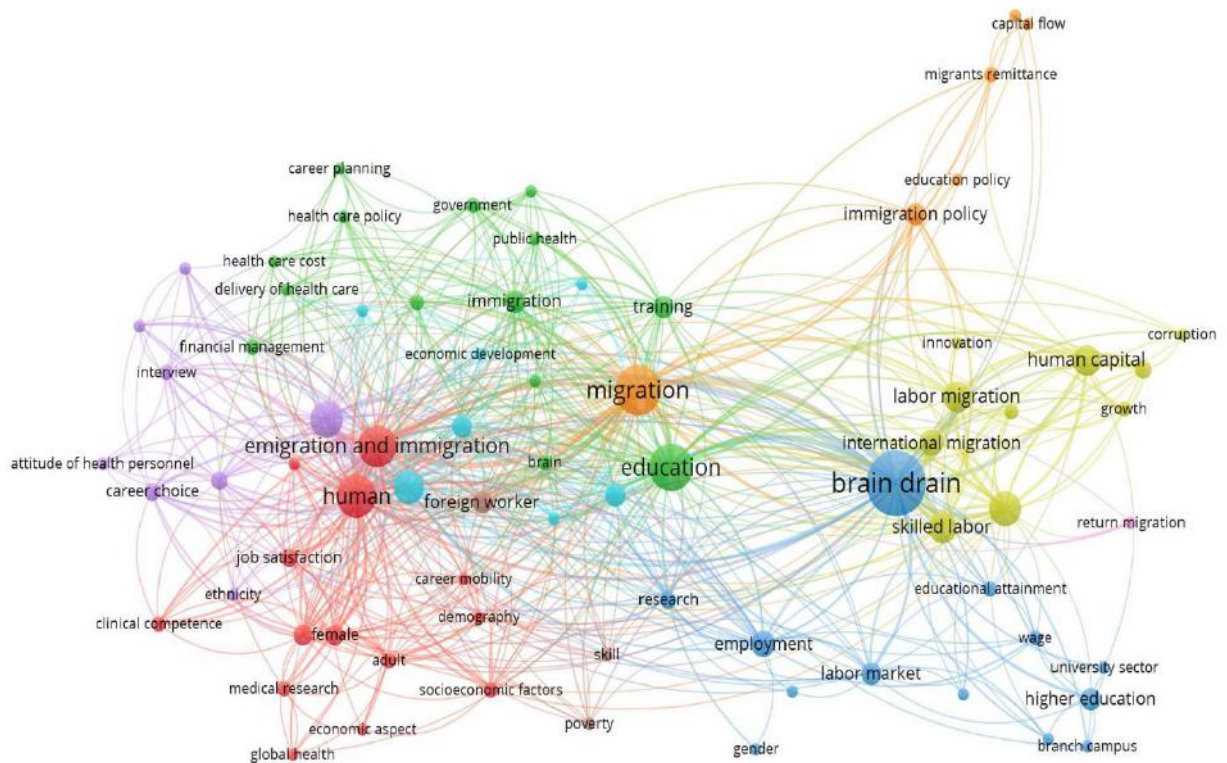 capital flow
migrants remittance
career planning
education policy
government
health care policy
immigration policy
public health
health care cost
delivery of health care
immigration
training
corruption
financial management
economic development
innovation
human capital
interview
migration
labor migration
growth
emigration and immigration
international migration
attitude of health personnel
brain
education
career choice
brain drain
human
foreign worker
skilled labor
return migration
job satisfaction
career mobility
educational attainment
ethnicity
research
clinical competence
demography
female
employment
wage
skill
adult
university sector
labor market
medical research
socioeconomic factors
higher education
economic aspect
poverty
global health
gender
branch campus